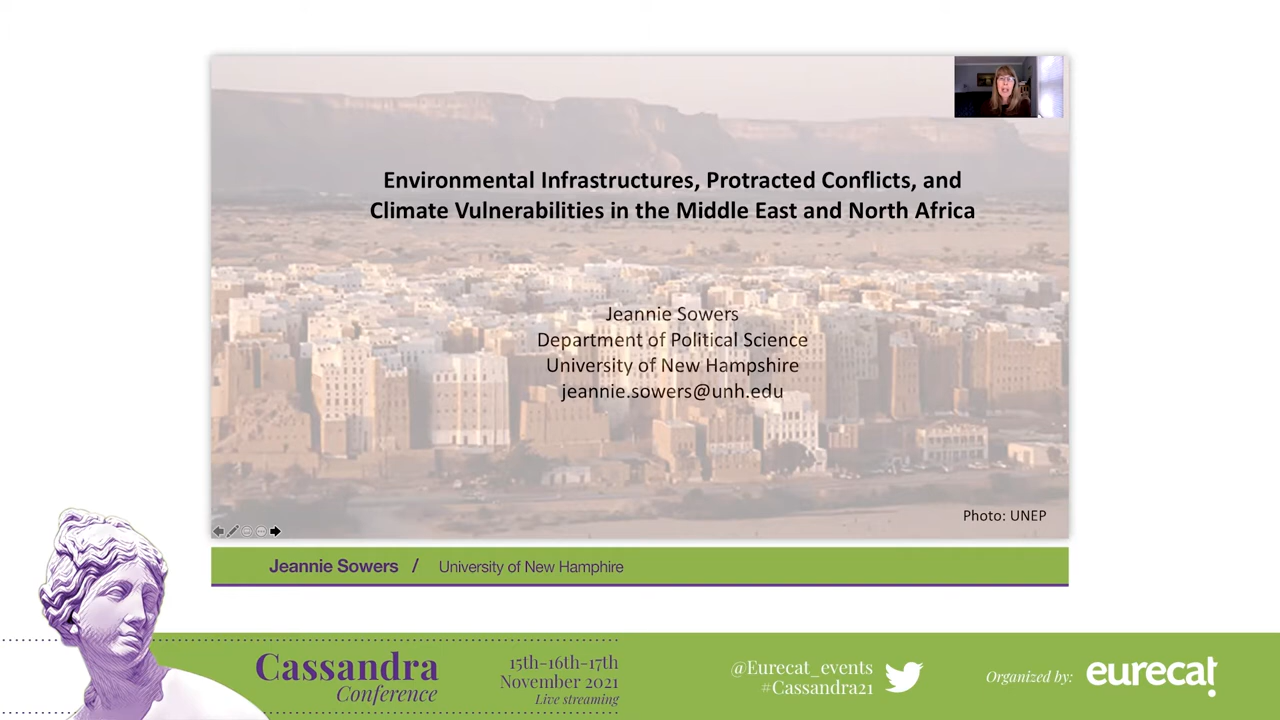 Environmental Infrastructures, Protracted Conflicts, and
Climate Vulnerabilities in the Middle East and North Africa
Jeannie Sowers
Department of Political Science
University of New Hampshire
jeannie.sowers@unh.edu
Photo: UNEP
Jeannie Sowers / University of New Hamphire
Cassandra
Conference
15th-16th-17th
November 2021
Live streaming
@Eurecat_events
#Cassandra21
Organized by:
eurecat